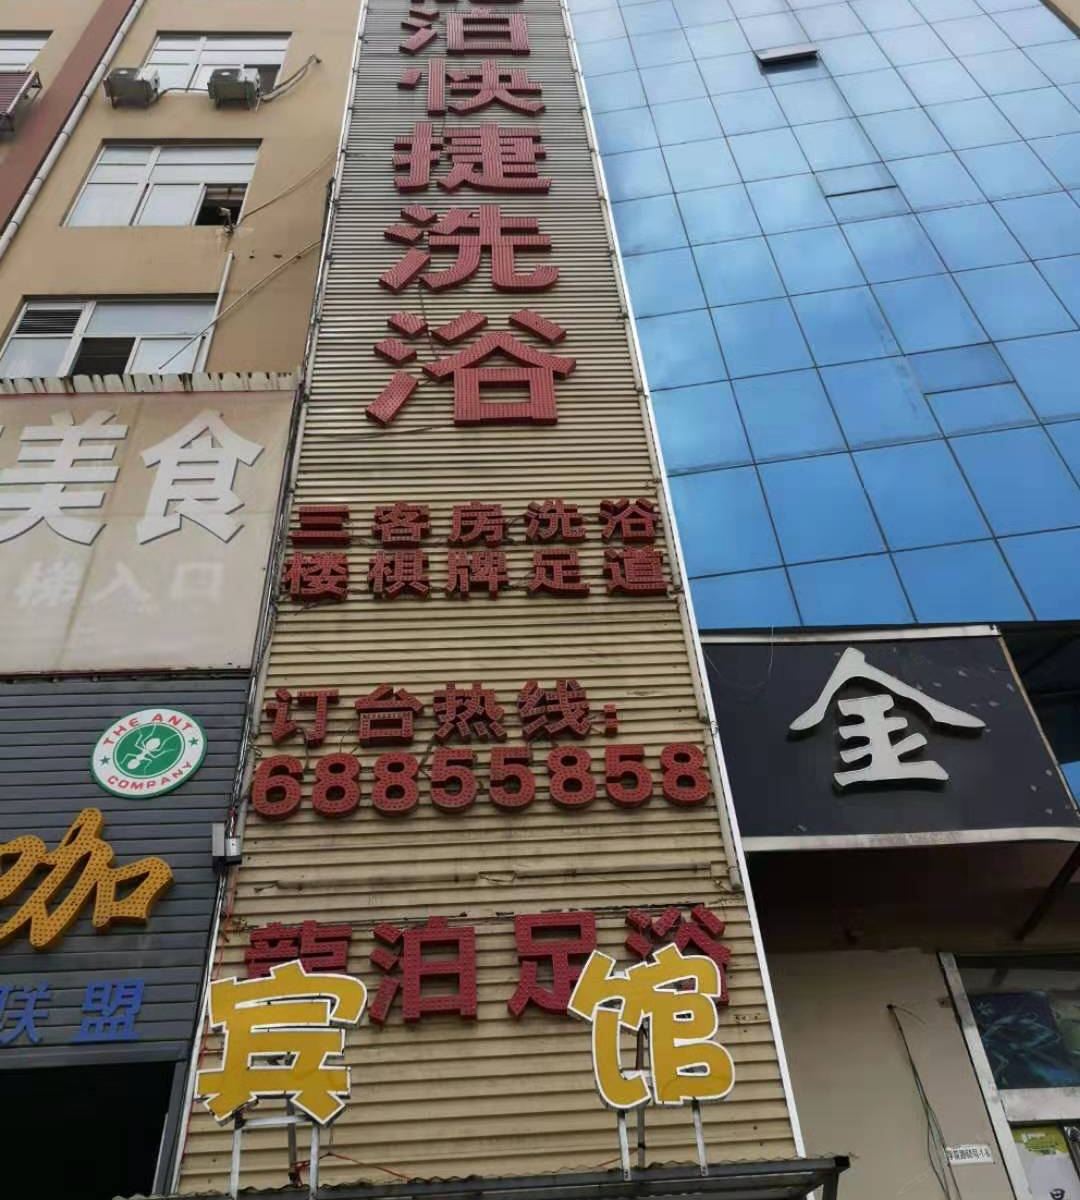 泊
快
捷
洗
浴
三客房洗浴
楼棋牌足道
订台热线:
68855858
龍泊足浴
宾馆
美食
梯入口
THE ANT
COMPANY
咖
联盟
金